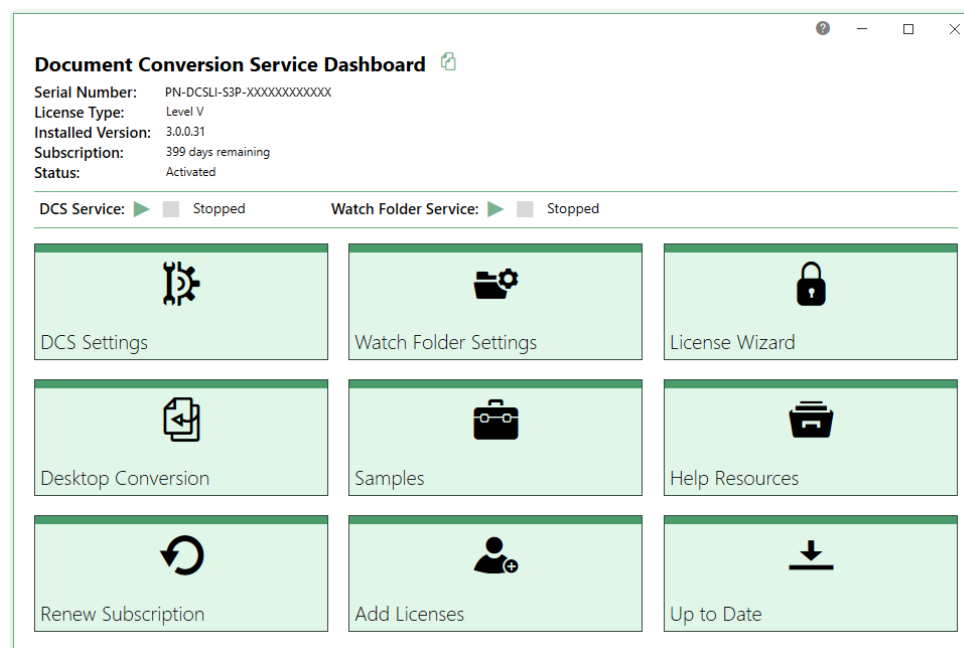 Document Conversion Service Dashboard
Serial Number: PN-DCSLI-S3P-XXXXXXXXXXXX
License Type: Level V
Installed Version: 3.0.0.31
Subscription: 399 days remaining
Status: Activated
DCS Service: Stopped Watch Folder Service: Stopped
DCS Settings Watch Folder Settings License Wizard
Desktop Conversion Samples Help Resources
Renew Subscription Add Licenses Up to Date